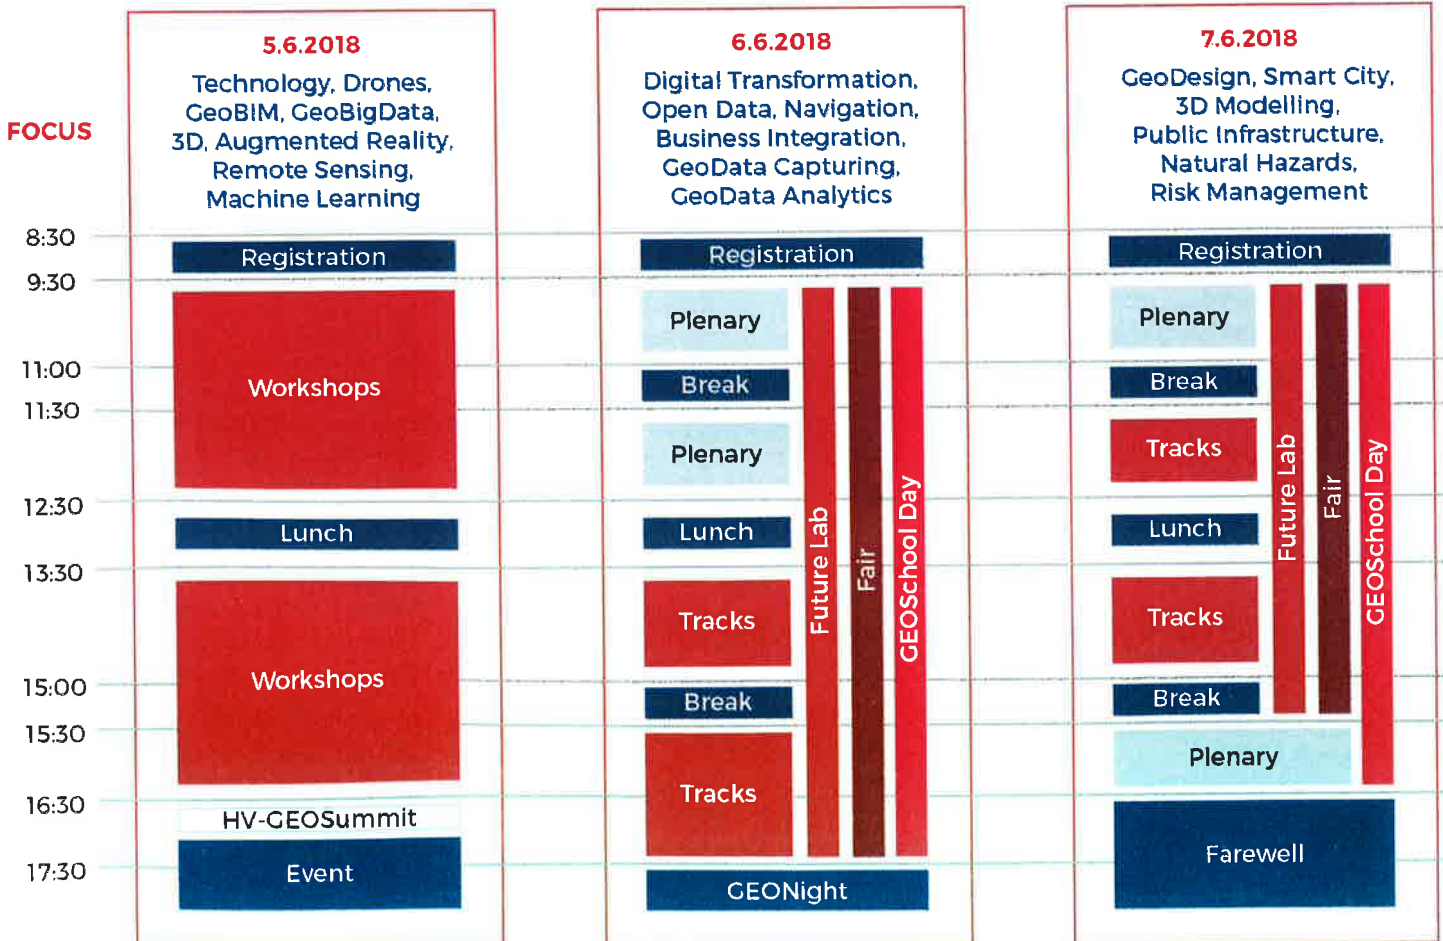 5.6.2018
Technology, Drones,
GeoBIM, GeoBigData,
3D, Augmented Reality,
Remote Sensing,
Machine Learning
6.6.2018
Digital Transformation,
Open Data, Navigation,
Business Integration,
GeoData Capturing,
GeoData Analytics
7.6.2018
GeoDesign, Smart City,
3D Modelling,
Public Infrastructure,
Natural Hazards,
Risk Management
FOCUS
8:30
9:30
11:00
11:30
12:30
13:30
15:00
15:30
16:30
17:30
Registration
Workshops
Lunch
Workshops
HV-GEOSummit
Event
Registration
Plenary
Break
Plenary
Lunch
Tracks
Break
Tracks
Future Lab
Fair
GEOSchool Day
GEONight
Registration
Plenary
Break
Tracks
Lunch
Tracks
Break
Plenary
Future Lab
Fair
GEOSchool Day
Farewell